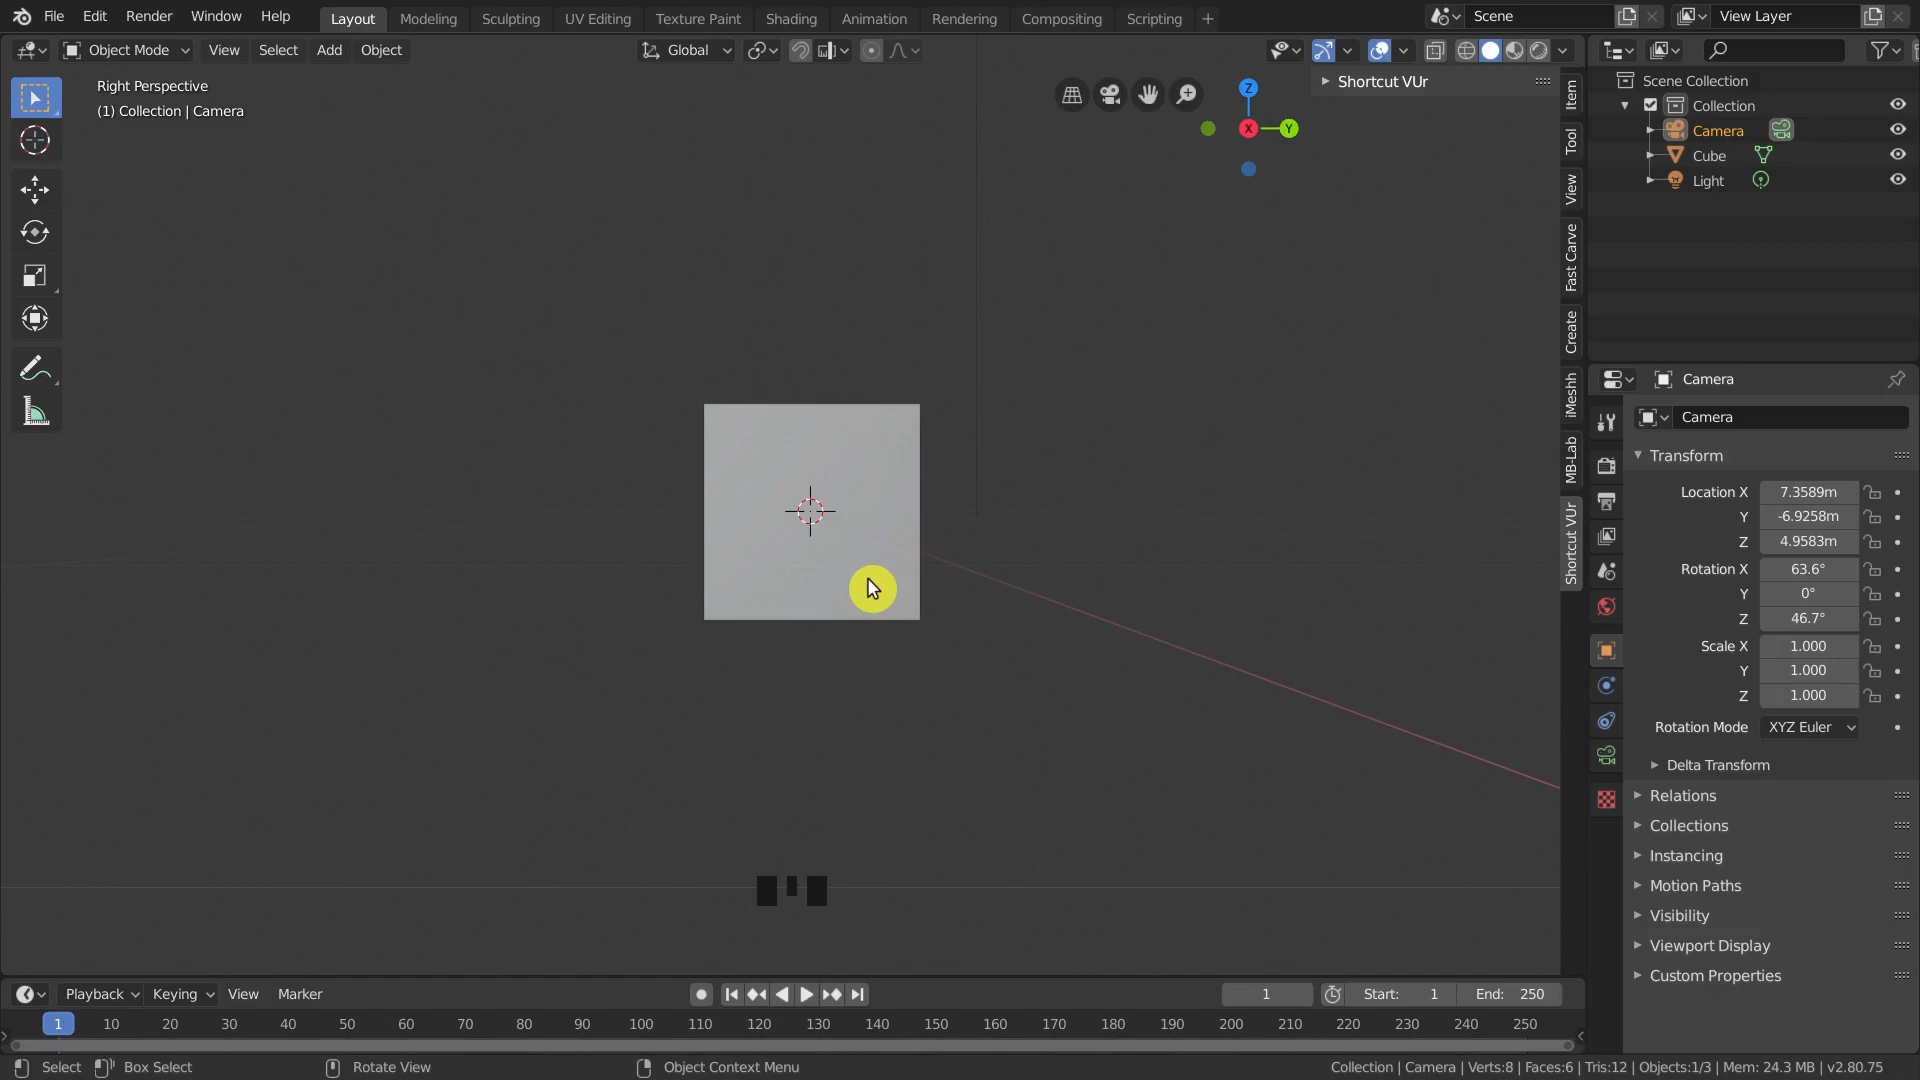 File Edit Render Window Help Layout Modeling Sculpting UV Editing Texture Paint Shading Animation Rendering Compositing Scripting + Scene View Layer
Object Mode View Select Add Object Global
Right Perspective
(1) Collection | Camera
Shortcut VUr
Z
X
Y
Item
Tool
View
Fast Carve
Create
iMeshh
MB-Lab
Shortcut VUr
Scene Collection
Collection
Camera
Cube
Light
Camera
Camera
Transform
Location X 7.3589m
Y -6.9258m
Z 4.9583m
Rotation X 63.6°
Y 0°
Z 46.7°
Scale X 1.000
Y 1.000
Z 1.000
Rotation Mode XYZ Euler
Delta Transform
Relations
Collections
Instancing
Motion Paths
Visibility
Viewport Display
Custom Properties
Playback Keying View Marker 1 Start: 1 End: 250
1 10 20 30 40 50 60 70 80 90 100 110 120 130 140 150 160 170 180 190 200 210 220 230 240 250
Select Box Select Rotate View Object Context Menu Collection | Camera | Verts:8 | Faces:6 | Tris:12 | Objects:1/3 | Mem: 24.3 MB | v2.80.75